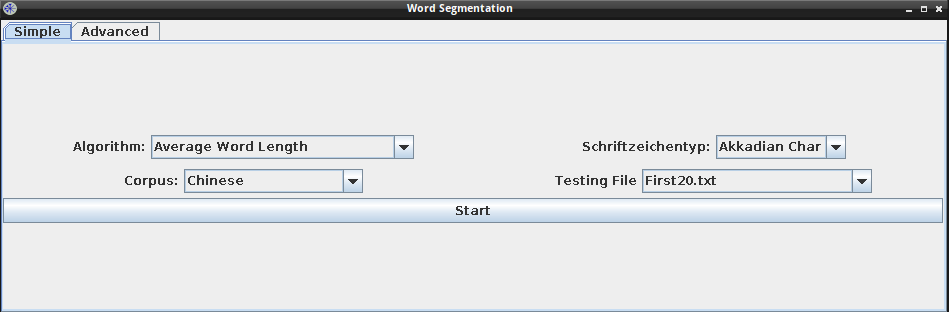 Word Segmentation
Simple Advanced
Algorithm: Average Word Length Schriftzeichentyp: Akkadian Char
Corpus: Chinese Testing File First20.txt
Start